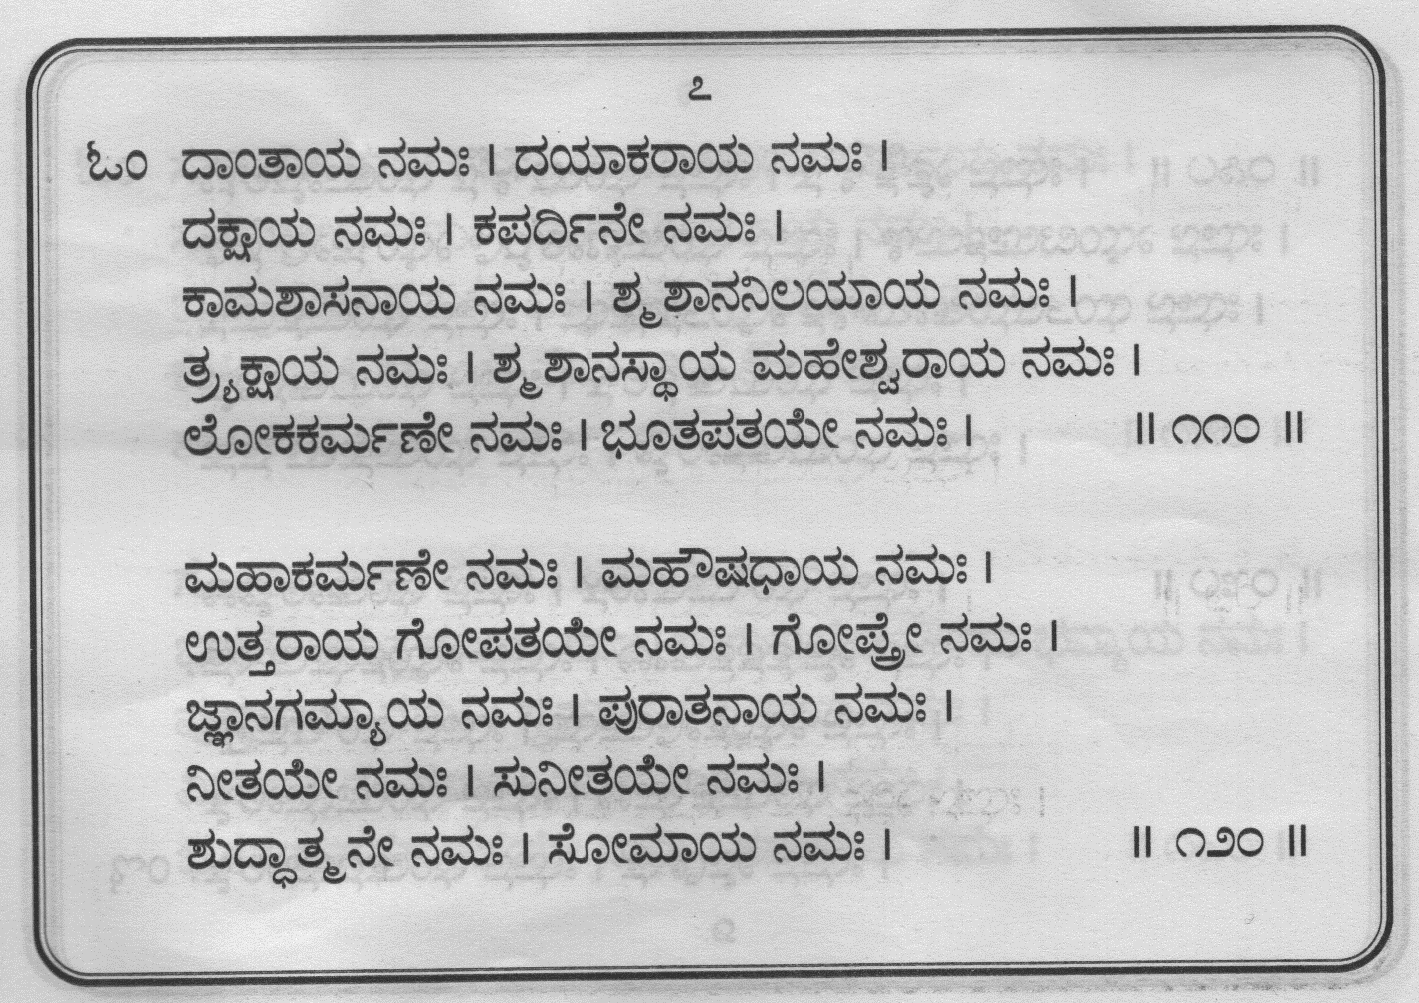 ೭
ಓಂ ದಾಂತಾಯ ನಮಃ । ದಯಾಕರಾಯ ನಮಃ ।
ದಕ್ಷಾಯ ನಮಃ । ಕಪರ್ದಿನೇ ನಮಃ ।
ಕಾಮಶಾಸನಾಯ ನಮಃ । ಶ್ಮಶಾನನಿಲಯಾಯ ನಮಃ ।
ತ್ರ್ಯಕ್ಷಾಯ ನಮಃ । ಶ್ಮಶಾನಸ್ಥಾಯ ಮಹೇಶ್ವರಾಯ ನಮಃ ।
ಲೋಕಕರ್ಮಣೇ ನಮಃ । ಭೂತಪತಯೇ ನಮಃ । ॥ ೧೧೦ ॥
ಮಹಾಕರ್ಮಣೇ ನಮಃ । ಮಹೌಷಧಾಯ ನಮಃ ।
ಉತ್ತರಾಯ ಗೋಪತಯೇ ನಮಃ । ಗೋಪ್ತ್ರೇ ನಮಃ ।
ಜ್ಞಾನಗಮ್ಯಾಯ ನಮಃ । ಪುರಾತನಾಯ ನಮಃ ।
ನೀತಯೇ ನಮಃ । ಸುನೀತಯೇ ನಮಃ ।
ಶುದ್ಧಾತ್ಮನೇ ನಮಃ । ಸೋಮಾಯ ನಮಃ । ॥ ೧೨೦ ॥